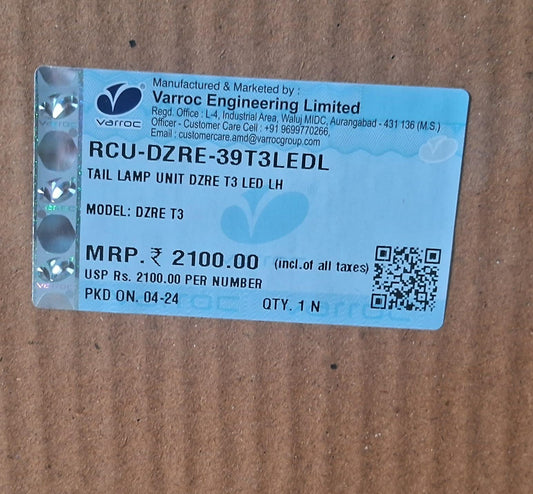 Manufactured & Marketed by :
Varroc Engineering Limited
Regd. Office : L-4, Industrial Area, Waluj MIDC, Aurangabad - 431 136 (M.S.)
Officer - Customer Care Cell : +91 9699770266,
Email : customercare.amd@varrocgroup.com
varroc
RCU-DZRE-39T3LEDL
TAIL LAMP UNIT DZRE T3 LED LH
MODEL: DZRE T3
MRP.₹ 2100.00 (incl.of all taxes)
USP Rs. 2100.00 PER NUMBER
PKD ON. 04-24 QTY. 1 N